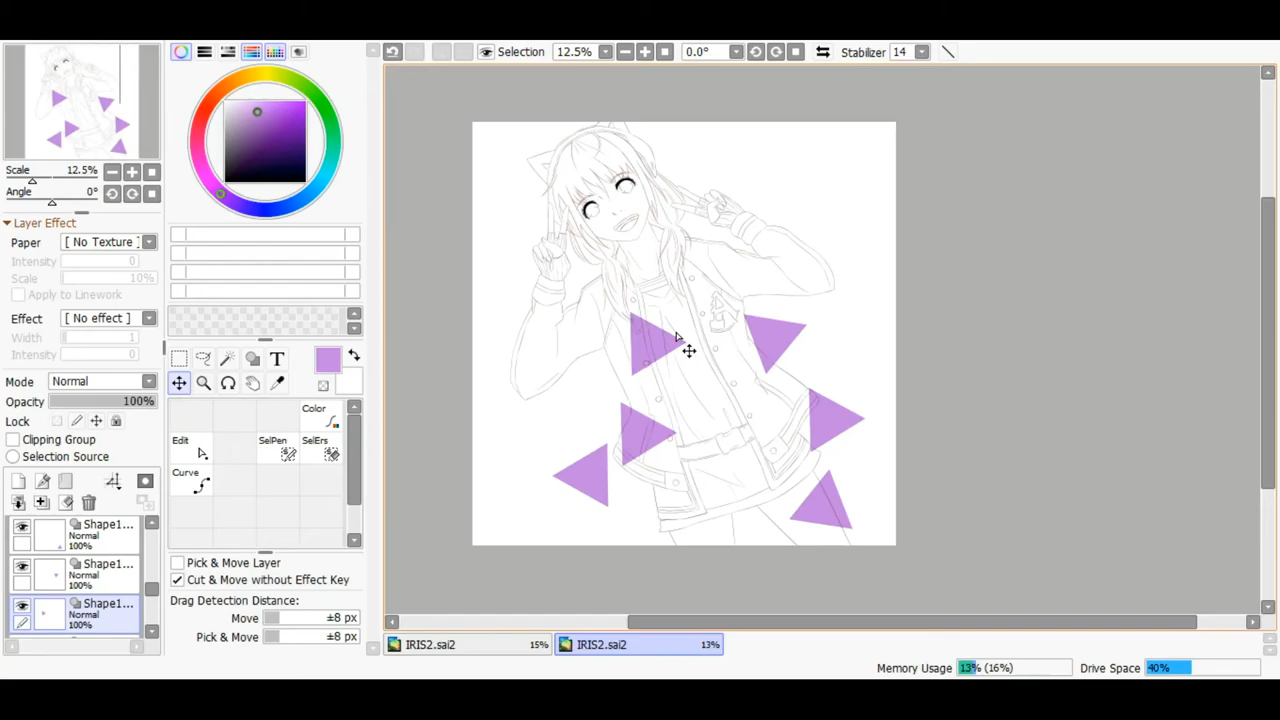 Selection 12.5% 0.0° Stabilizer 14
Scale 12.5%
Angle 0°
Layer Effect
Paper [ No Texture ]
Intensity 0
Scale 10%
Apply to Linework
Effect [ No effect ]
Width 1
Intensity
Mode Normal
Opacity 100%
Lock
Clipping Group
Selection Source
Shape1...
Normal
100%
Shape1...
Normal
100%
Shape1...
Normal
100%
T
Color
Edit SelPen SelErs
Curve
Pick & Move Layer
Cut & Move without Effect Key
Drag Detection Distance:
Move ±8 px
Pick & Move ±8 px
IRIS2.sai2 15% IRIS2.sai2 13%
Memory Usage 13% (16%) Drive Space 40%